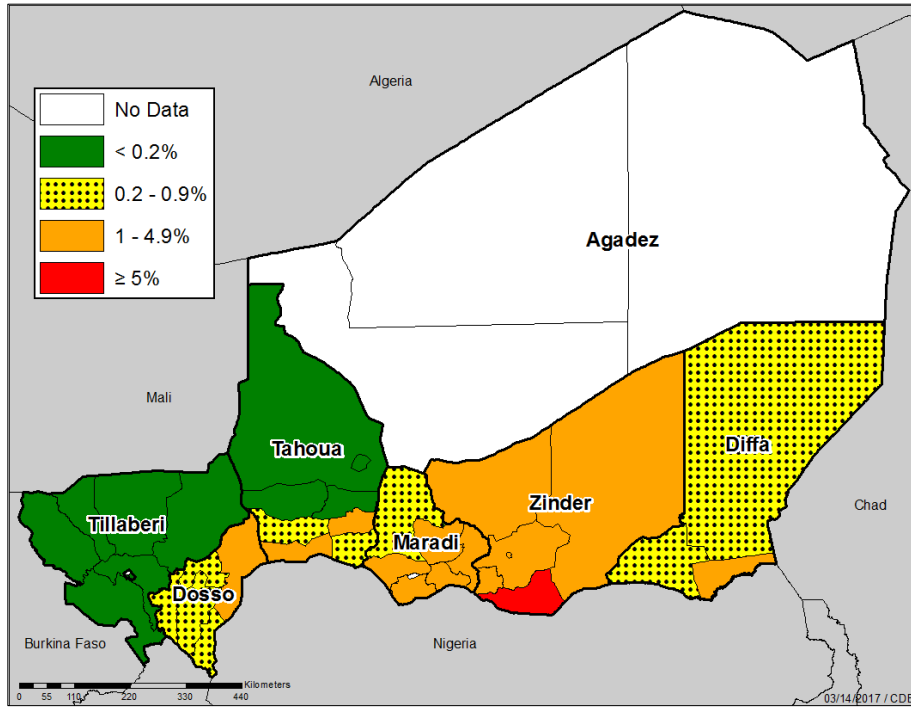 Algeria
No Data
< 0.2%
0.2 - 0.9%
1 - 4.9%
≥ 5%
Agadez
Mali
Tahoua
Diffa
Zinder
Chad
Tillaberi
Maradi
Dosso
Burkina Faso
Nigeria
Kilometers
0 55 110 220 330 440
03/14/2017 / CDE